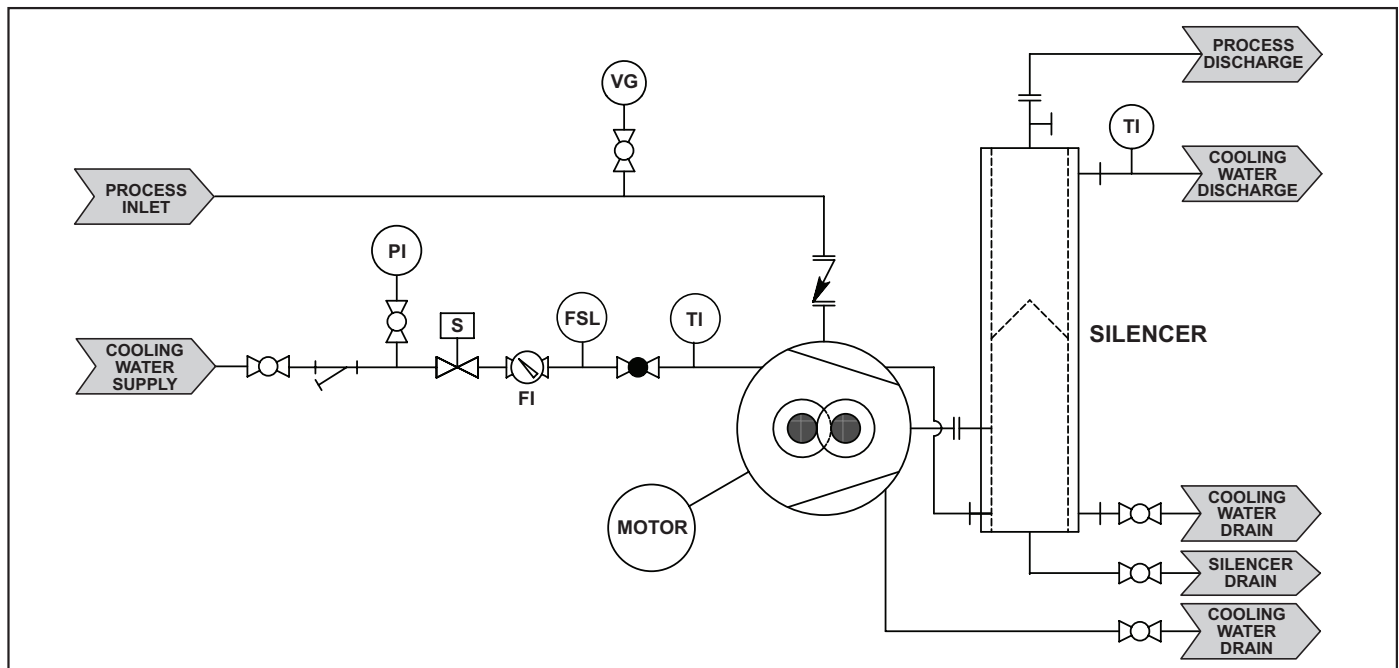 PROCESS
DISCHARGE
VG
TI
COOLING
WATER
DISCHARGE
PROCESS
INLET
PI
S
FSL
TI
COOLING
WATER
SUPPLY
FI
SILENCER
MOTOR
COOLING
WATER
DRAIN
SILENCER
DRAIN
COOLING
WATER
DRAIN